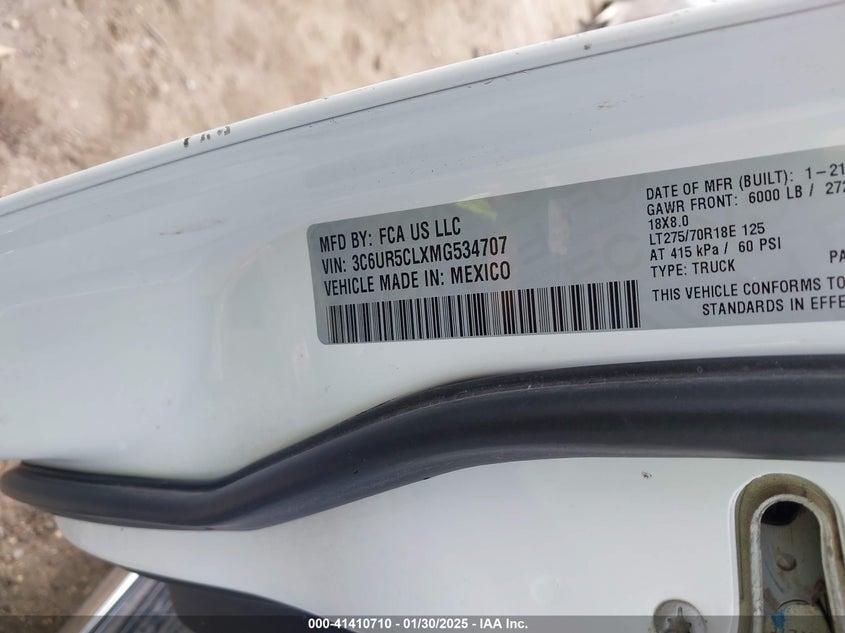 MFD BY: FCA US LLC
VIN: 3C6UR5CLXMG534707
VEHICLE MADE IN: MEXICO
DATE OF MFR (BUILT): 1-21
GAWR FRONT: 6000 LB / 272
18X8.0
LT275/70R18E 125
AT 415 kPa / 60 PSI
TYPE: TRUCK
PA
THIS VEHICLE CONFORMS TO
STANDARDS IN EFFE
000-41410710 - 01/30/2025 - IAA Inc.